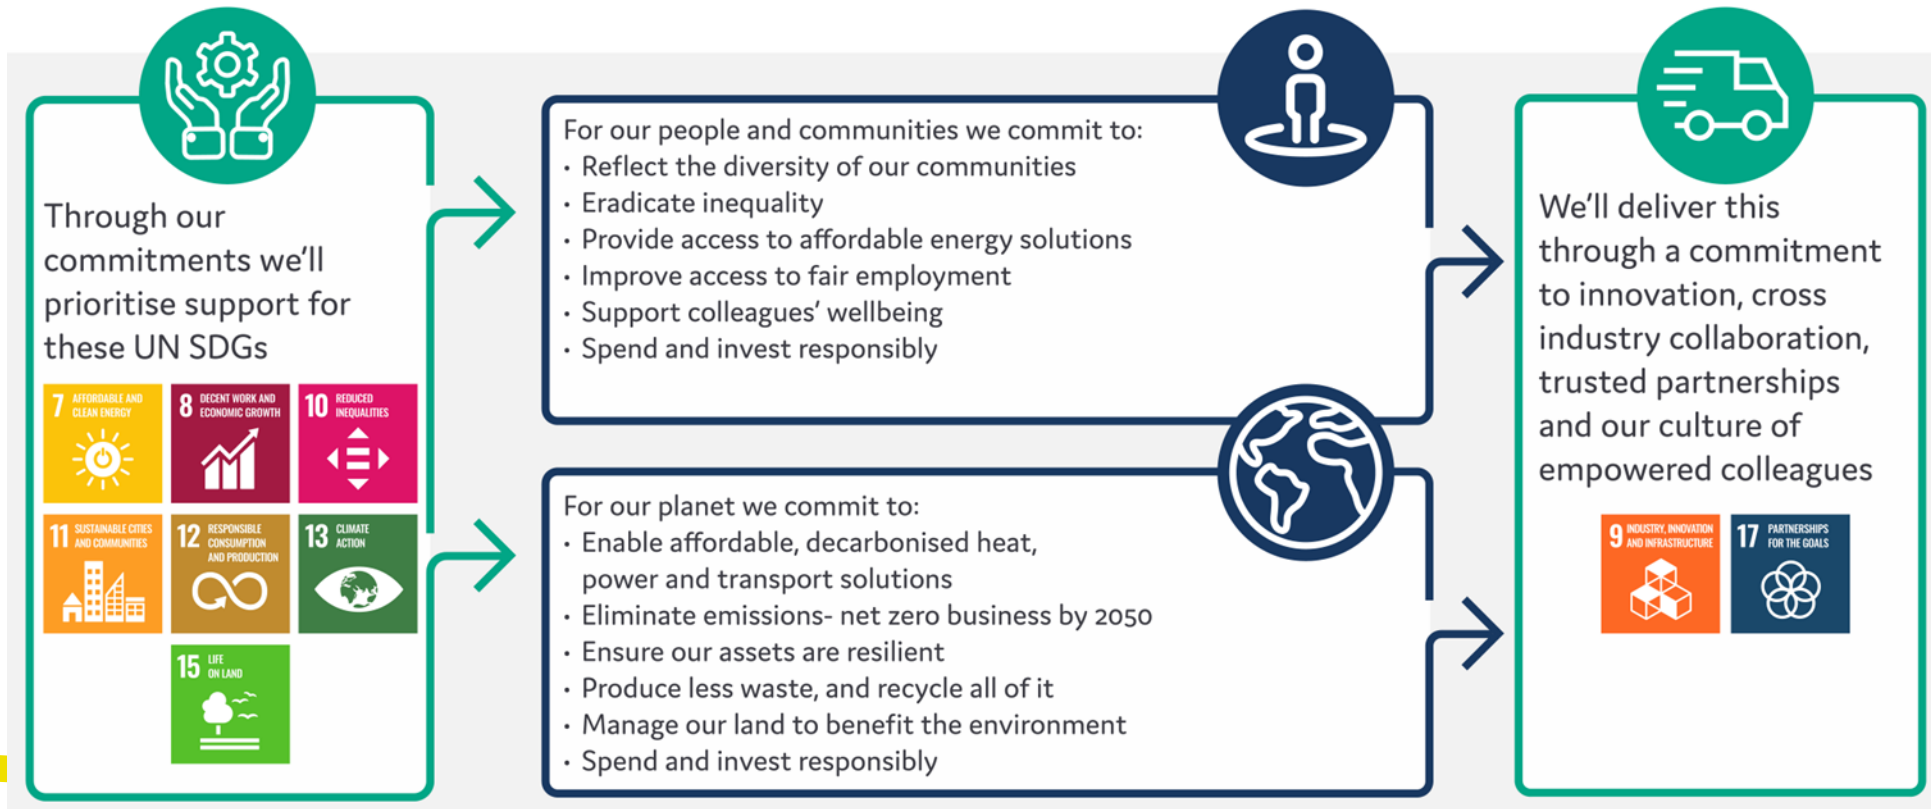 Through our
commitments we'll
prioritise support for
these UN SDGs
7 AFFORDABLE AND
CLEAN ENERGY
8 DECENT WORK AND
ECONOMIC GROWTH
10 REDUCED
INEQUALITIES
11 SUSTAINABLE CITIES
AND COMMUNITIES
12 RESPONSIBLE
CONSUMPTION
AND PRODUCTION
13 CLIMATE
ACTION
15 LIFE
ON LAND
For our people and communities we commit to:
• Reflect the diversity of our communities
• Eradicate inequality
• Provide access to affordable energy solutions
• Improve access to fair employment
• Support colleagues' wellbeing
• Spend and invest responsibly
For our planet we commit to:
• Enable affordable, decarbonised heat,
power and transport solutions
• Eliminate emissions- net zero business by 2050
• Ensure our assets are resilient
• Produce less waste, and recycle all of it
• Manage our land to benefit the environment
• Spend and invest responsibly
We'll deliver this
through a commitment
to innovation, cross
industry collaboration,
trusted partnerships
and our culture of
empowered colleagues
9 INDUSTRY, INNOVATION
AND INFRASTRUCTURE
17 PARTNERSHIPS
FOR THE GOALS